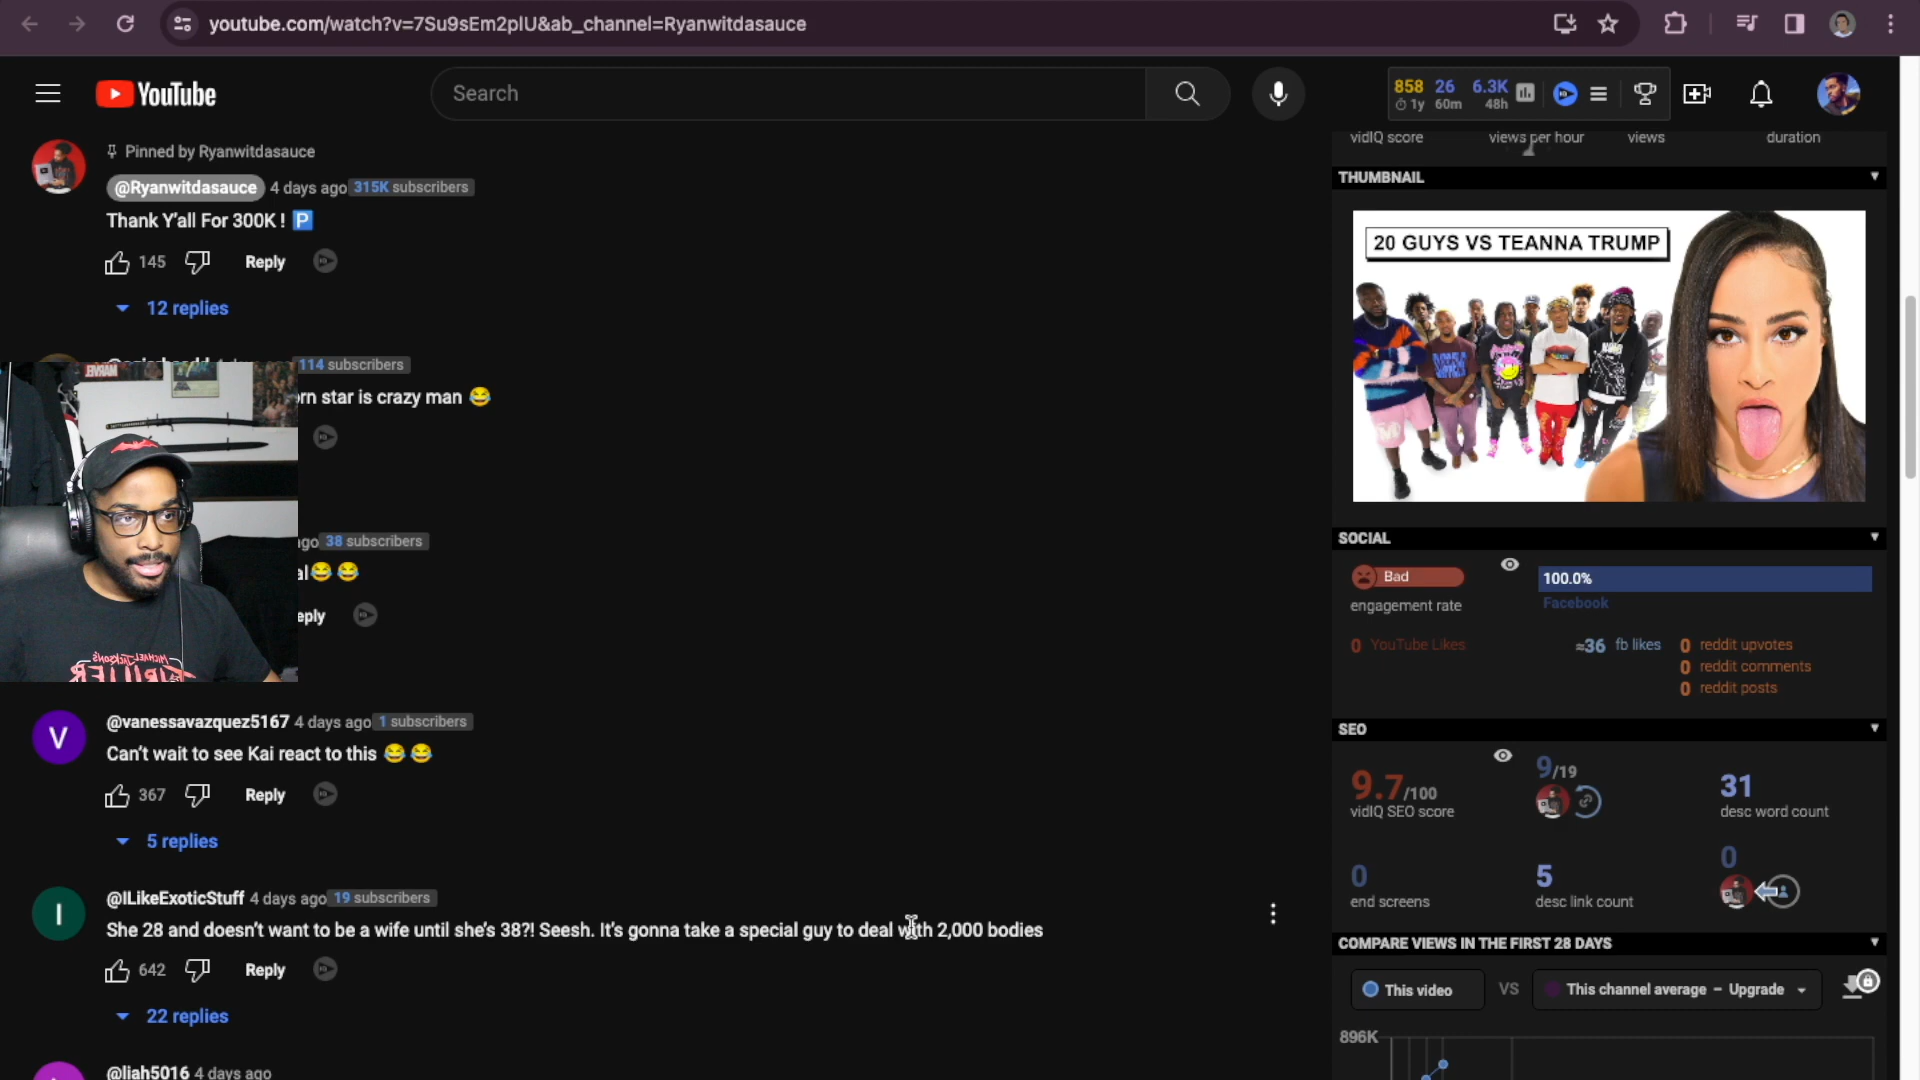 youtube.com/watch?v=7Su9sEm2plU&ab_channel=Ryanwitdasauce
YouTube
Search
858 26 6.3K
1y 60m 48h
Pinned by Ryanwitdasauce
@Ryanwitdasauce 4 days ago 315K subscribers
Thank Y'all For 300K ! P
145 Reply
12 replies
114 subscribers
orn star is crazy man 😂
ago 38 subscribers
al😂 😂
eply
@vanessavazquez5167 4 days ago 1 subscribers
Can't wait to see Kai react to this 😂 😂
367 Reply
5 replies
@ILikeExoticStuff 4 days ago 19 subscribers
She 28 and doesn't want to be a wife until she's 38?! Seesh. It's gonna take a special guy to deal with 2,000 bodies
642 Reply
22 replies
@liah5016 4 days ago
vidIQ score views per hour views duration
THUMBNAIL
20 GUYS VS TEANNA TRUMP
SOCIAL
Bad
engagement rate
100.0%
Facebook
0 YouTube Likes
≈36 fb likes
0 reddit upvotes
0 reddit comments
0 reddit posts
SEO
9.7/100
vidIQ SEO score
9/19
31
desc word count
0
end screens
5
desc link count
0
COMPARE VIEWS IN THE FIRST 28 DAYS
This video VS This channel average – Upgrade
896K
MARVEL
MICHAEL JACKSON'S
THRILLER
V
I